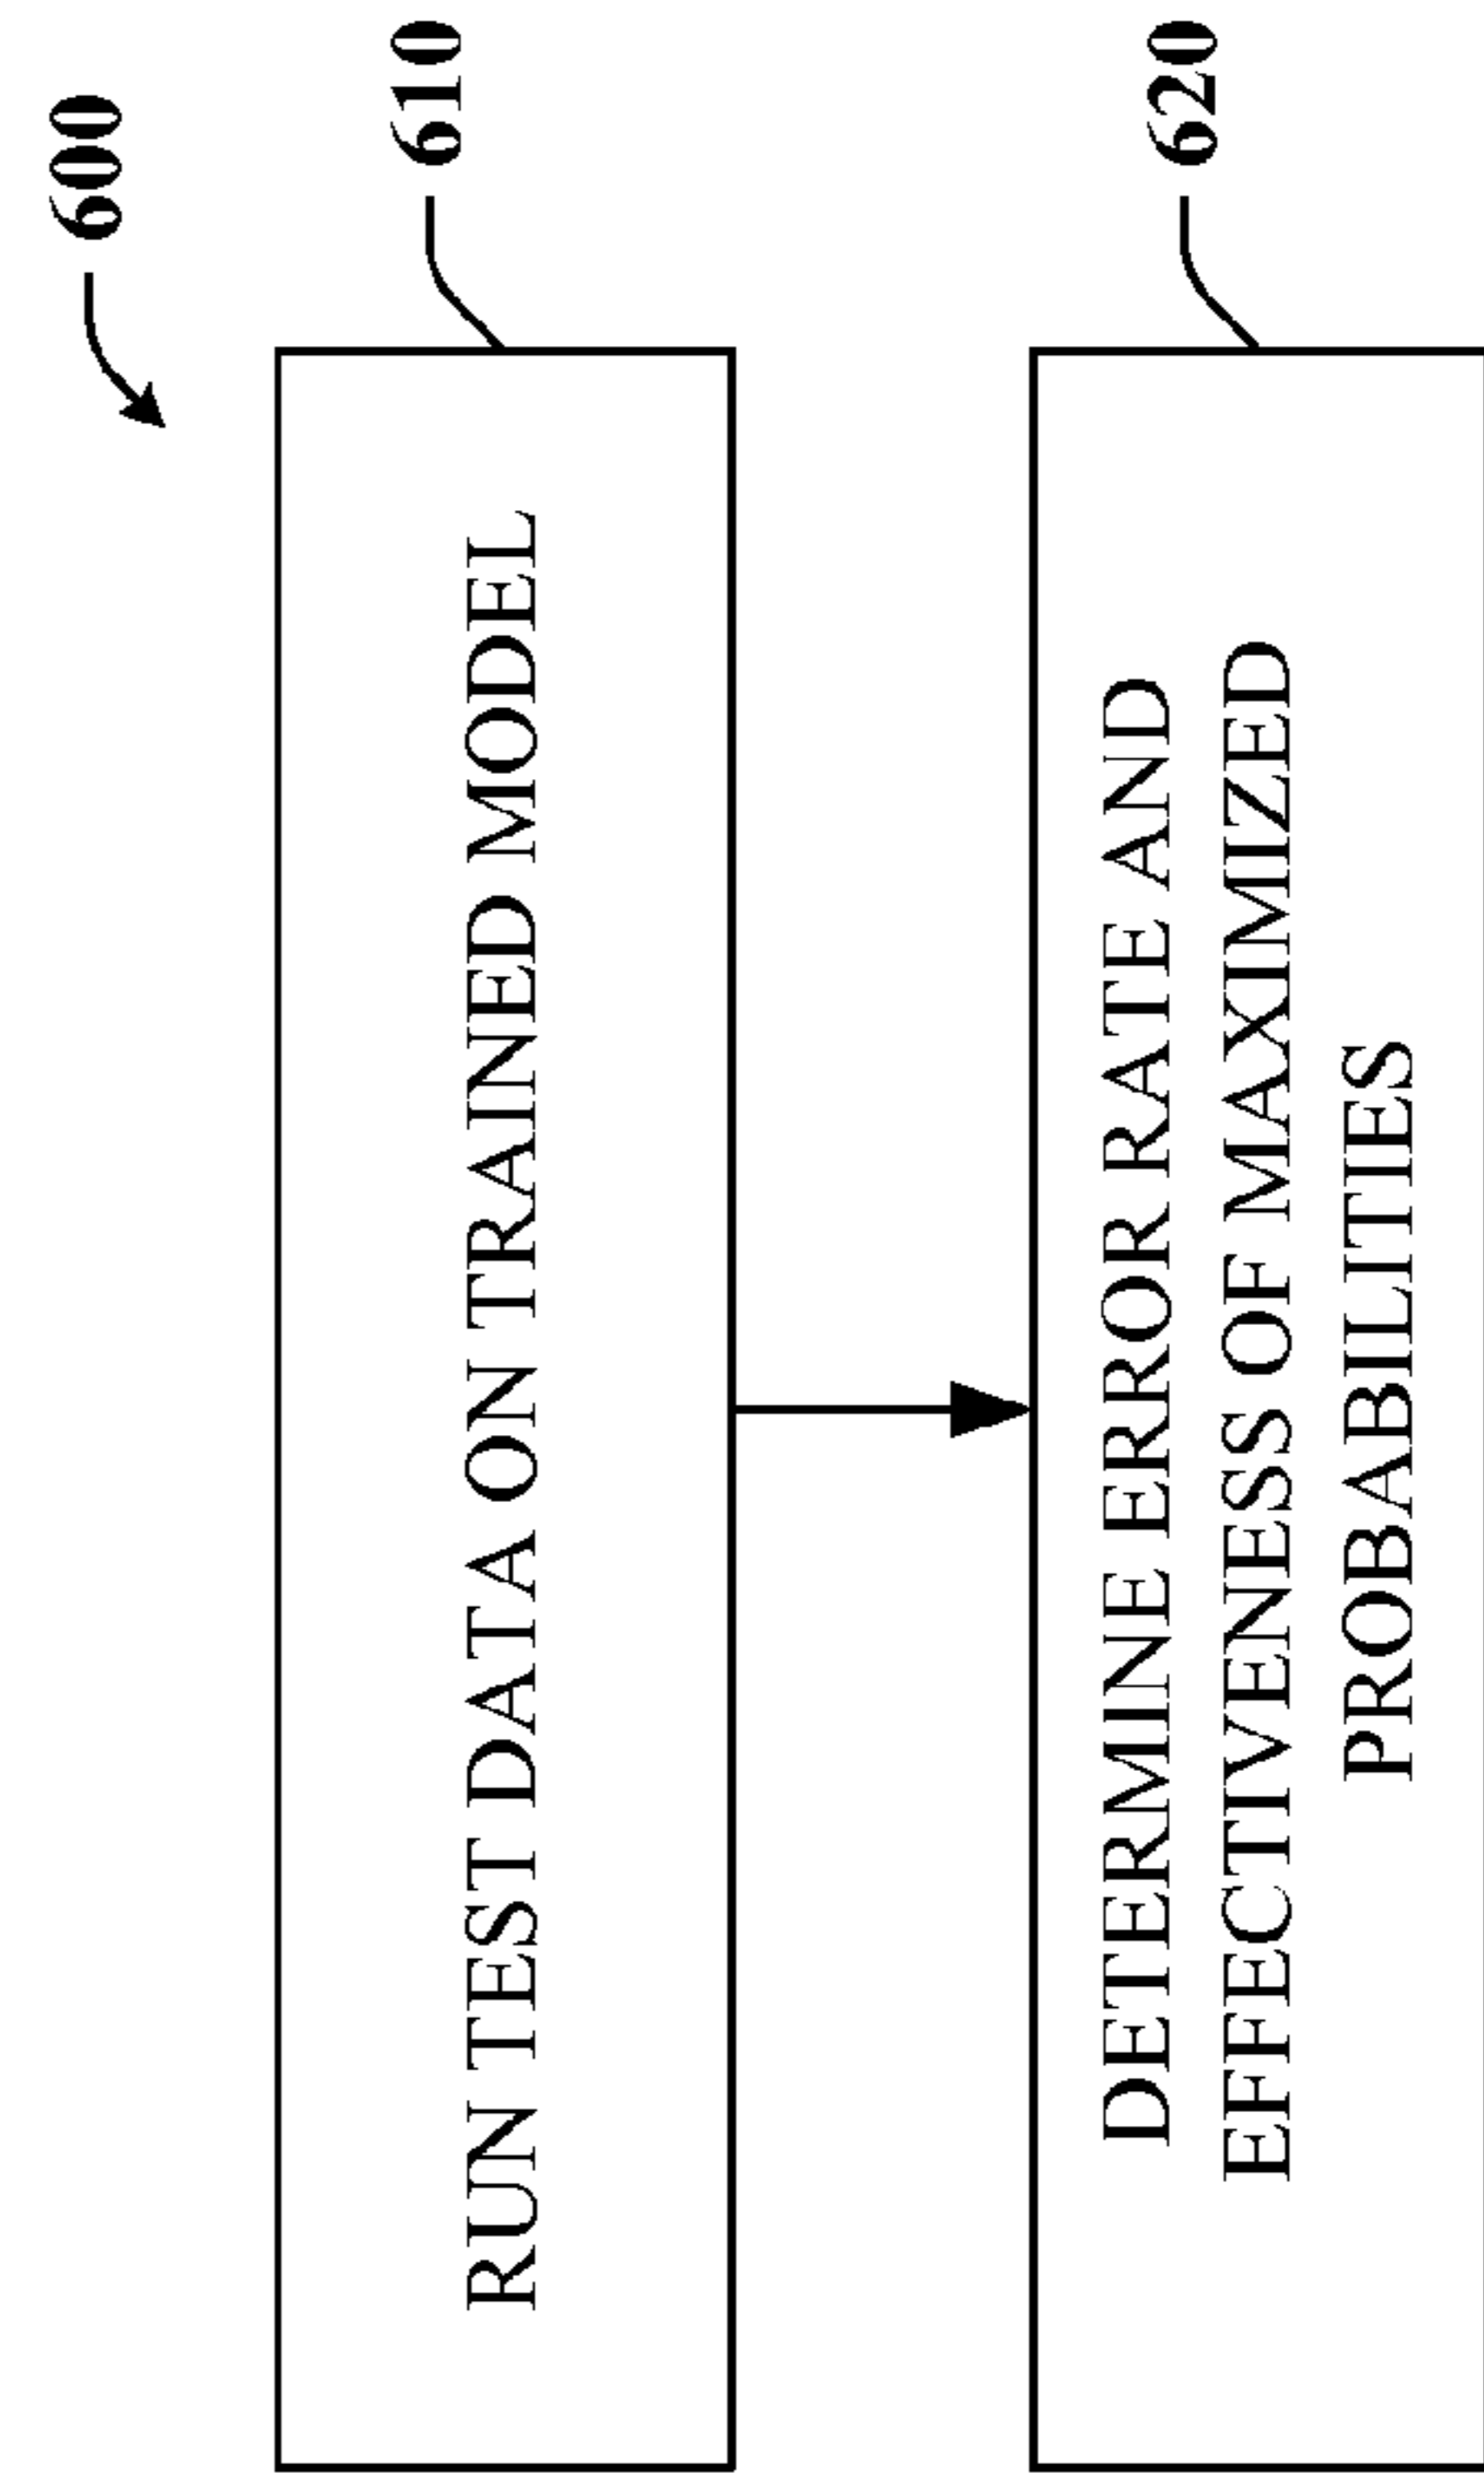 600
610
RUN TEST DATA ON TRAINED MODEL
620
DETERMINE ERROR RATE AND
EFFECTIVENESS OF MAXIMIZED
PROBABILITIES